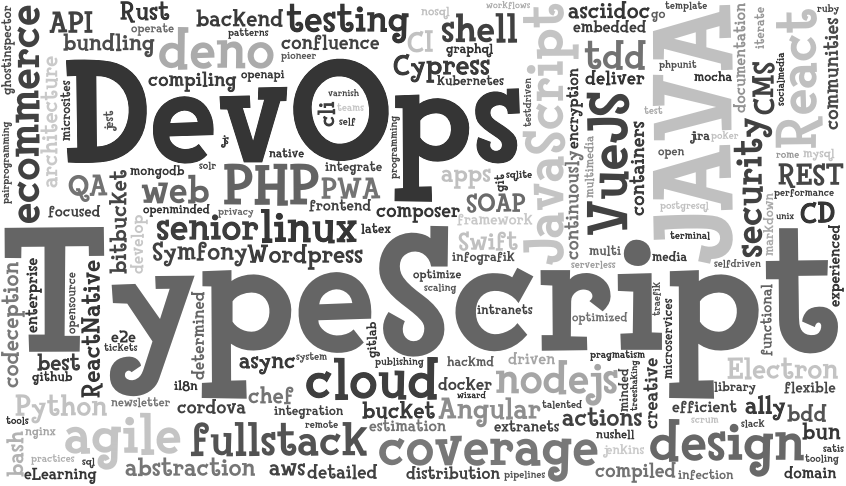 ghostinspector
ecommerce
API
Rust
operate
backend
patterns
testing
nosql
workflows
asciidoc
go
template
ruby
bundling
deno
confluence
pioneer
CI
shell
graphql
JavaScript
embedded
tdd
JAVA
phpunit
documentation
iterate
React
communities
architecture
microsites
compiling
openapi
Cypress
Kubernetes
deliver
mocha
CMS
socialmedia
DevOps
jest
cli
varnish
teams
self
js
native
programming
testdriven
encryption
VueJS
containers
test
jira
poker
open
security
rome
mysql
pairprogramming
QA
mongodb
solr
integrate
web
PHP
PWA
apps
git
sqlite
continuously
multimedia
REST
performance
focused
bitbucket
openminded
privacy
frontend
composer
SOAP
framework
postgresql
markdown
unix
CD
develop
senior
linux
latex
Swift
terminal
experienced
Symfony
Wordpress
infografik
multi
media
serverless
selfdriven
TypeScript
codeception
enterprise
opensource
ReactNative
optimize
scaling
intranets
optimized
traefik
microservices
functional
determined
e2e
tickets
gitlab
best
github
async
system
publishing
hackmd
driven
pragmatism
il8n
cloud
docker
wizard
nodejs
minded
treeshaking
creative
Electron
library
flexible
Python
newsletter
cordova
chef
integration
bucket
Angular
talented
actions
efficient
ally
bdd
tools
nginx
bash
agile
fullstack
remote
estimation
extranets
nushell
scrum
slack
bun
practices
sql
eLearning
abstraction
aws
detailed
coverage
distribution
pipelines
jenkins
compiled
design
infection
satis
tooling
domain